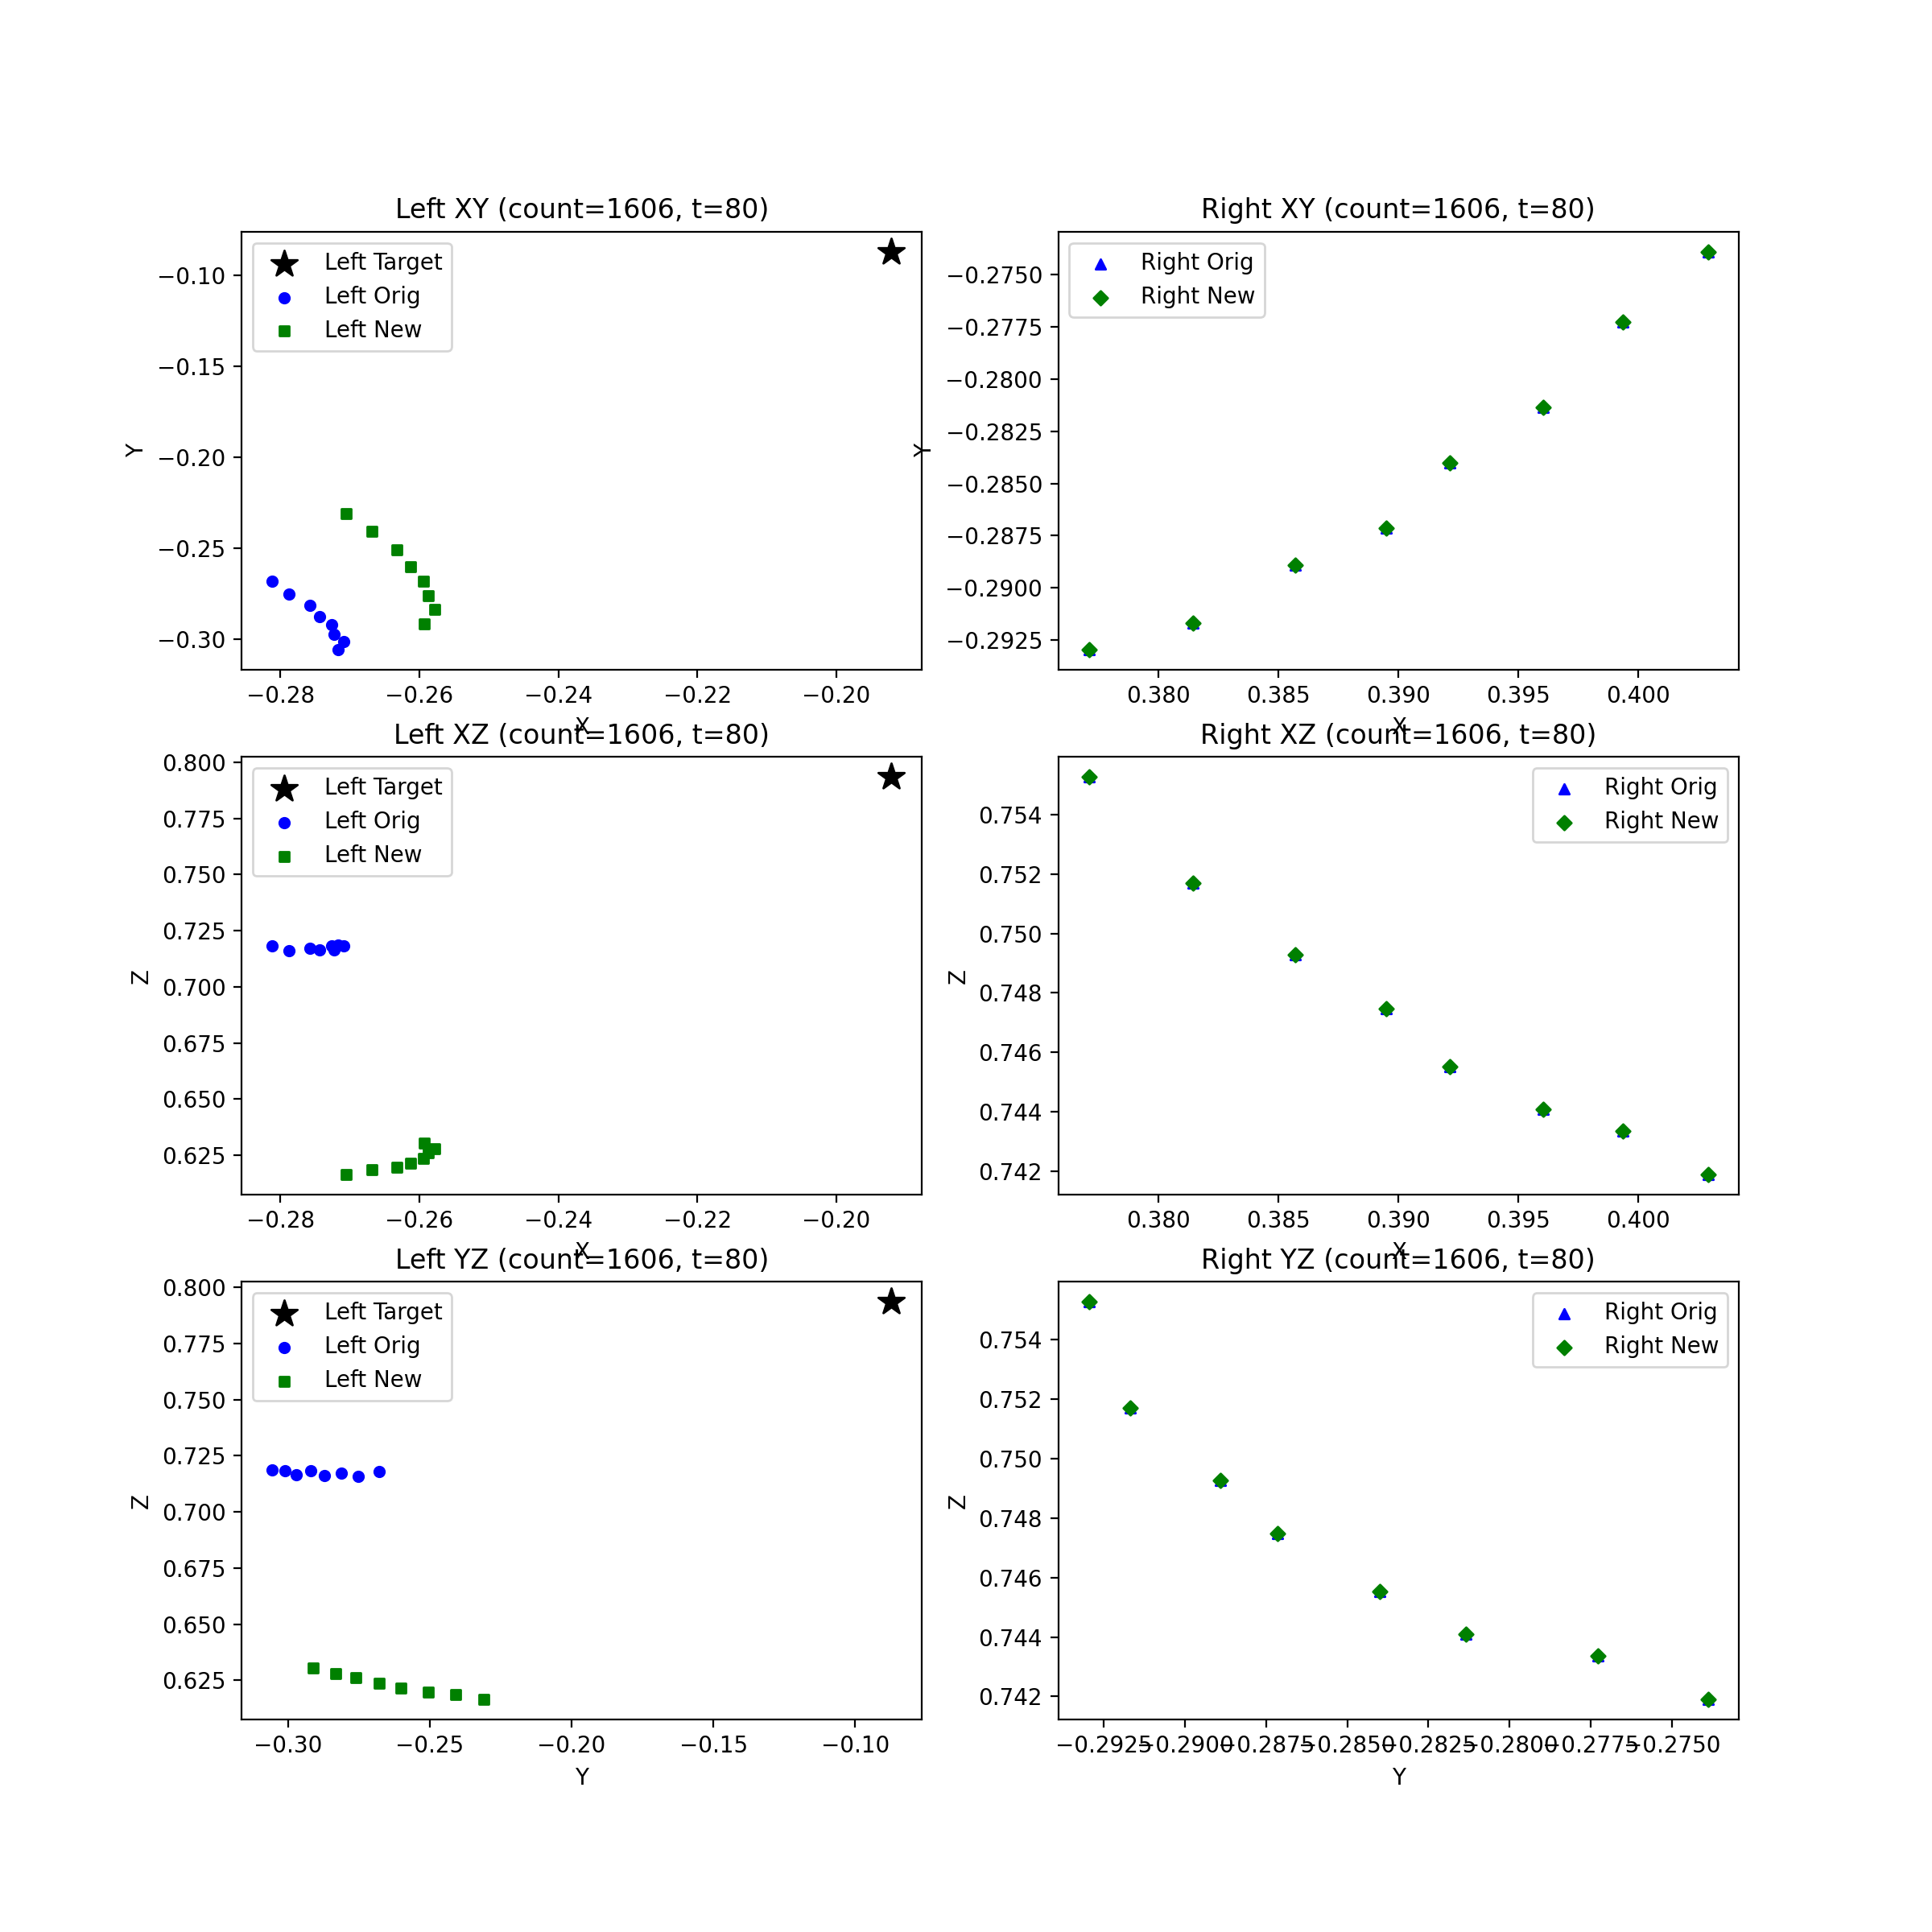 Left XY (count=1606, t=80)
Left Target
Left Orig
Left New
−0.10
−0.15
−0.20
−0.25
−0.30
Y
−0.28
−0.26
−0.24
−0.22
−0.20
X
Right XY (count=1606, t=80)
Right Orig
Right New
−0.2750
−0.2775
−0.2800
−0.2825
−0.2850
−0.2875
−0.2900
−0.2925
Y
0.380
0.385
0.390
0.395
0.400
X
Left XZ (count=1606, t=80)
Left Target
Left Orig
Left New
0.800
0.775
0.750
0.725
0.700
0.675
0.650
0.625
Z
−0.28
−0.26
−0.24
−0.22
−0.20
X
Right XZ (count=1606, t=80)
Right Orig
Right New
0.754
0.752
0.750
0.748
0.746
0.744
0.742
Z
0.380
0.385
0.390
0.395
0.400
X
Left YZ (count=1606, t=80)
Left Target
Left Orig
Left New
0.800
0.775
0.750
0.725
0.700
0.675
0.650
0.625
Z
−0.30
−0.25
−0.20
−0.15
−0.10
Y
Right YZ (count=1606, t=80)
Right Orig
Right New
0.754
0.752
0.750
0.748
0.746
0.744
0.742
Z
−0.2925
−0.2900
−0.2875
−0.2850
−0.2825
−0.2800
−0.2775
−0.2750
Y